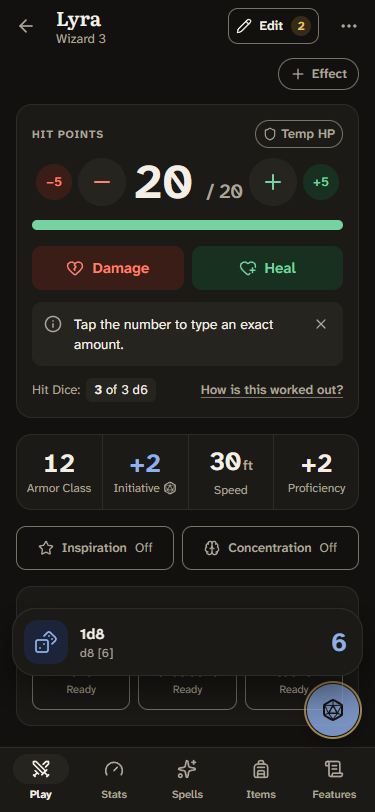 Lyra
Wizard 3
Edit 2
Effect
HIT POINTS
Temp HP
−5
20 / 20
+5
Damage
Heal
Tap the number to type an exact
amount.
Hit Dice: 3 of 3 d6
How is this worked out?
12
Armor Class
+2
Initiative
30 ft
Speed
+2
Proficiency
Inspiration Off
Concentration Off
1d8
d8 [6]
6
Ready
Ready
Ready
Play
Stats
Spells
Items
Features